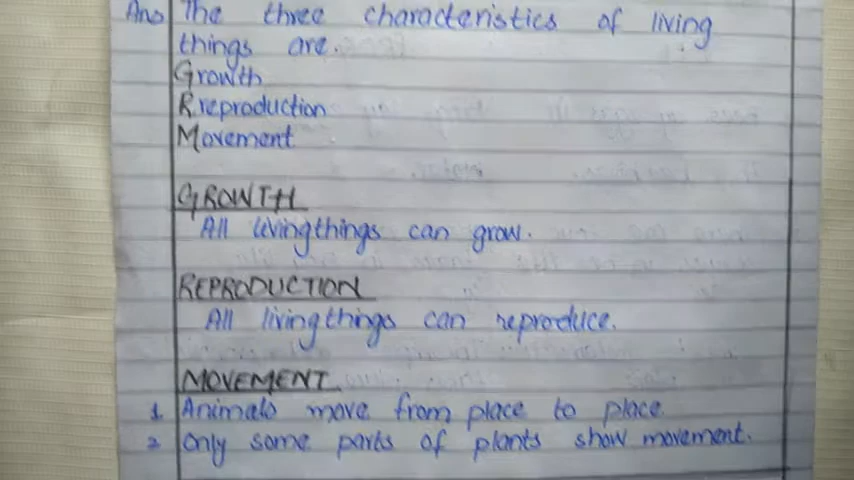 Ans The three characteristics of living
things are.
Growth
Rreproduction
Movement
GROWTH
All livingthings can grow.
REPRODUCTION
All livingthings can reproduce.
MOVEMENT
1. Animals move from place to place
2 Only some parts of plants show movement.